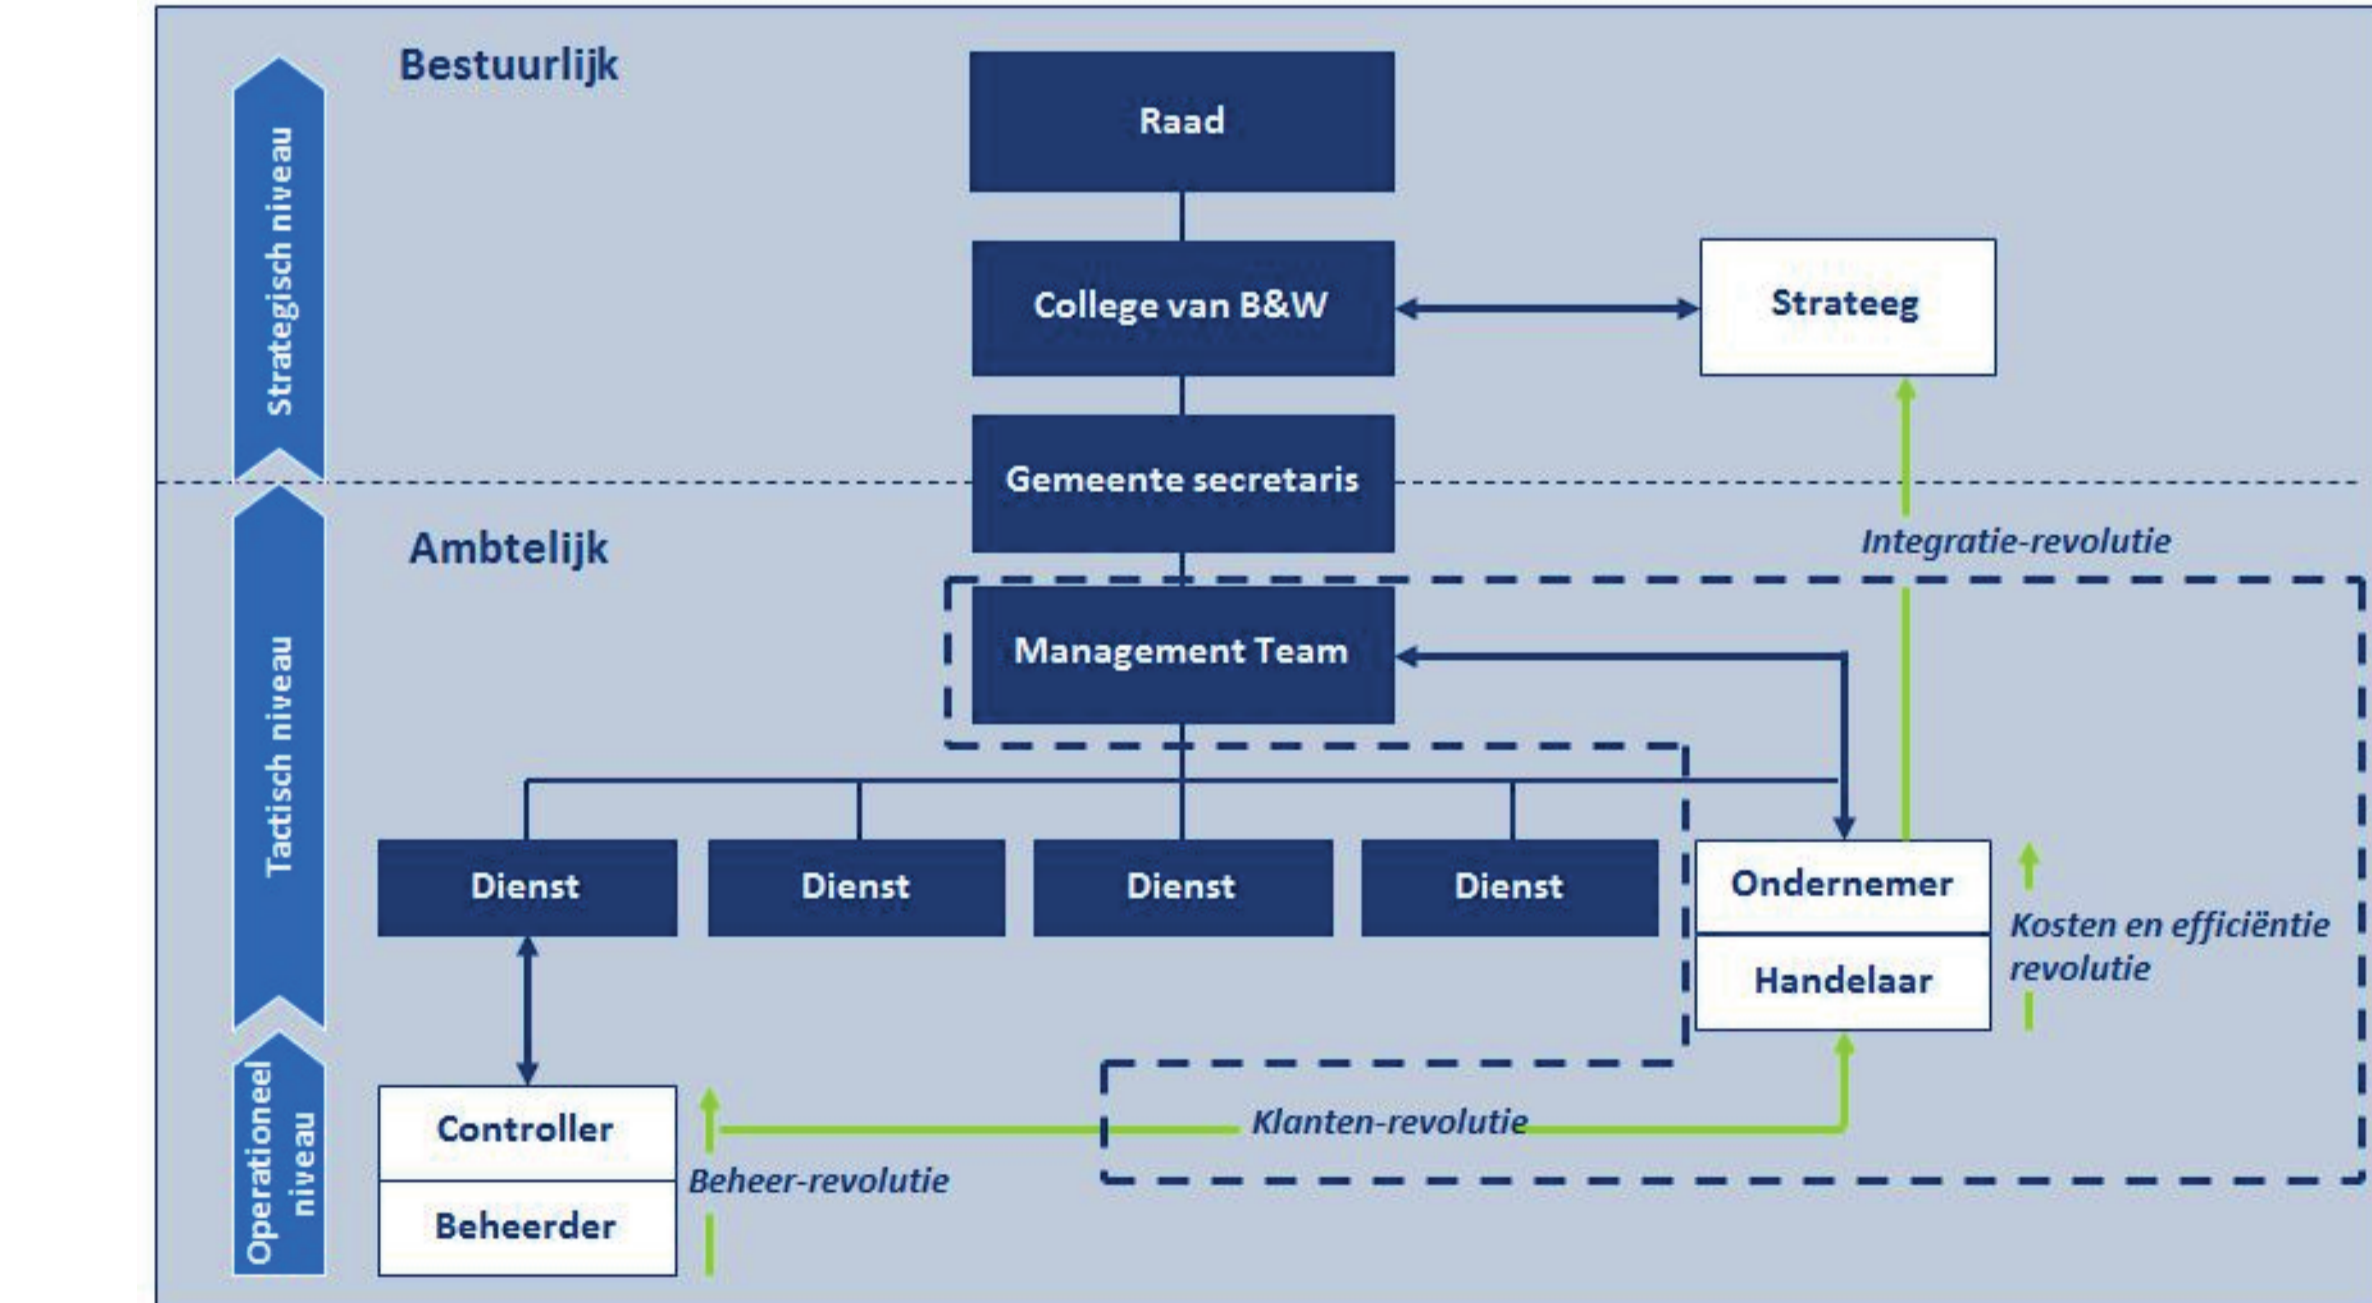 Bestuurlijk
Raad
Strategisch niveau
College van B&W
Strateeg
Gemeente secretaris
Ambtelijk
Integratie-revolutie
Tactisch niveau
Management Team
Dienst
Dienst
Dienst
Dienst
Ondernemer
Handelaar
Kosten en efficiëntie
revolutie
Operationeel
niveau
Controller
Beheerder
Klanten-revolutie
Beheer-revolutie